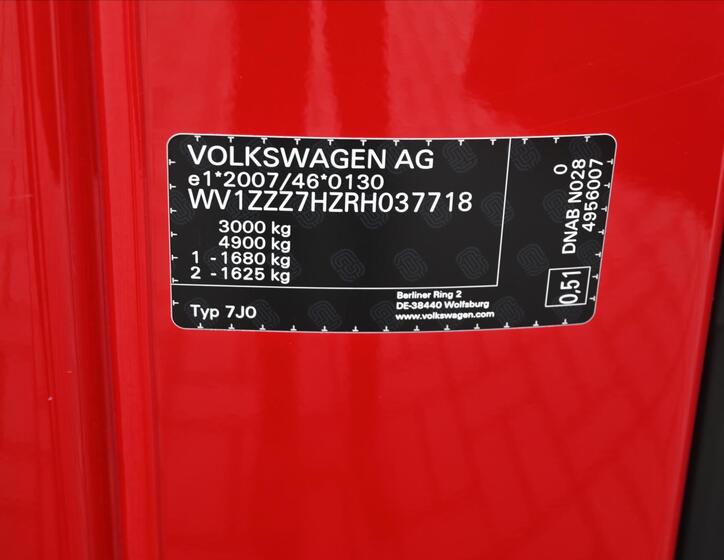 VOLKSWAGEN AG
e1*2007/46*0130
WV1ZZZ7HZRH037718
3000 kg
4900 kg
1 - 1680 kg
2 - 1625 kg
Typ 7JO
Berliner Ring 2
DE-38440 Wolfsburg
www.volkswagen.com
0,51
DNAB N028
4956007
0